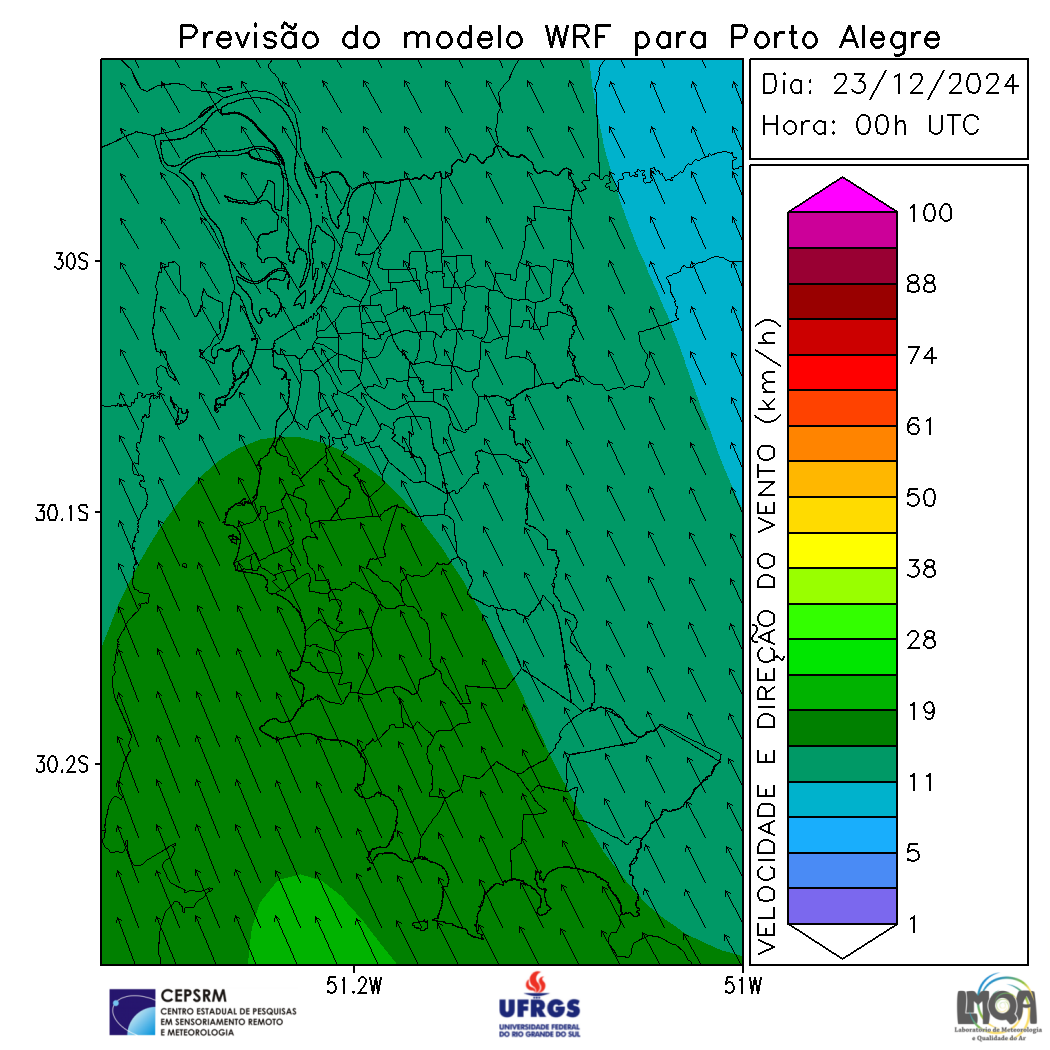 Previsão do modelo WRF para Porto Alegre
Dia: 23/12/2024
Hora: 00h UTC
30S
30.1S
30.2S
51.2W
51W
VELOCIDADE E DIREÇÃO DO VENTO (km/h)
100
88
74
61
50
38
28
19
11
5
1
CEPSRM
CENTRO ESTADUAL DE PESQUISAS
EM SENSORIAMENTO REMOTO
E METEOROLOGIA
UFRGS
UNIVERSIDADE FEDERAL
DO RIO GRANDE DO SUL
LMQA
Laboratório de Meteorologia
e Qualidade do Ar